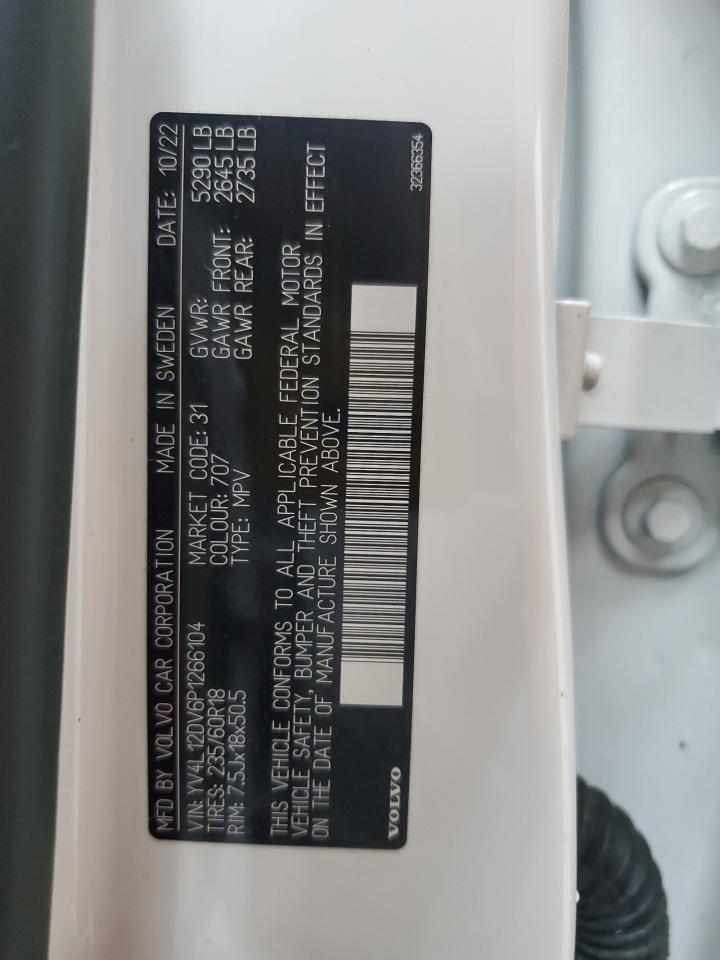 MFD BY VOLVO CAR CORPORATION MADE IN SWEDEN DATE: 10/22
VIN: YV4L12DV6P1266104 MARKET CODE: 31 GVWR: 5290 LB
TIRES: 235/60R18 COLOUR: 707 GAWR FRONT: 2645 LB
RIM: 7.5Jx18x50.5 TYPE: MPV GAWR REAR: 2735 LB
THIS VEHICLE CONFORMS TO ALL APPLICABLE FEDERAL MOTOR
VEHICLE SAFETY, BUMPER AND THEFT PREVENTION STANDARDS IN EFFECT
ON THE DATE OF MANUFACTURE SHOWN ABOVE.
VOLVO 32366354